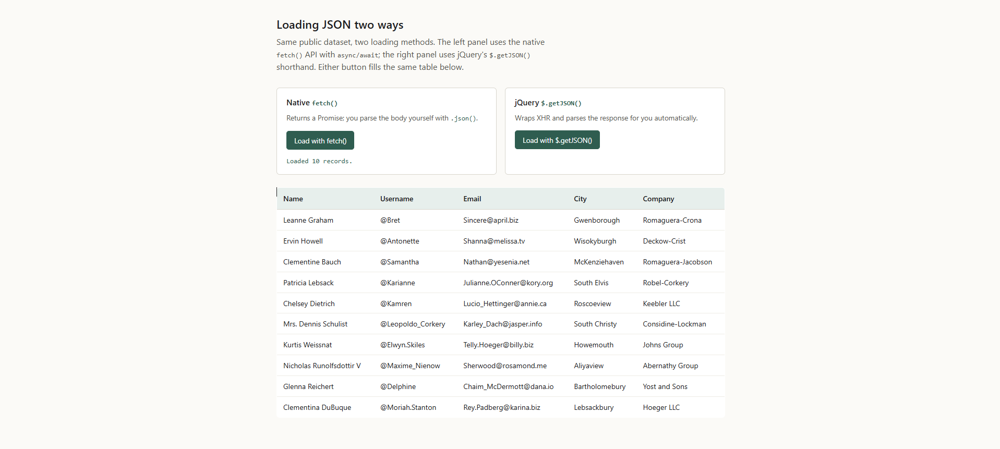 Loading JSON two ways
Same public dataset, two loading methods. The left panel uses the native
fetch() API with async/await; the right panel uses jQuery's $.getJSON()
shorthand. Either button fills the same table below.
Native fetch()
Returns a Promise; you parse the body yourself with .json().
Load with fetch()
Loaded 10 records.
jQuery $.getJSON()
Wraps XHR and parses the response for you automatically.
Load with $.getJSON()
Name Username Email City Company
Leanne Graham @Bret Sincere@april.biz Gwenborough Romaguera-Crona
Ervin Howell @Antonette Shanna@melissa.tv Wisokyburgh Deckow-Crist
Clementine Bauch @Samantha Nathan@yesenia.net McKenziehaven Romaguera-Jacobson
Patricia Lebsack @Karianne Julianne.OConner@kory.org South Elvis Robel-Corkery
Chelsey Dietrich @Kamren Lucio_Hettinger@annie.ca Roscoeview Keebler LLC
Mrs. Dennis Schulist @Leopoldo_Corkery Karley_Dach@jasper.info South Christy Considine-Lockman
Kurtis Weissnat @Elwyn.Skiles Telly.Hoeger@billy.biz Howemouth Johns Group
Nicholas Runolfsdottir V @Maxime_Nienow Sherwood@rosamond.me Aliyaview Abernathy Group
Glenna Reichert @Delphine Chaim_McDermott@dana.io Bartholomebury Yost and Sons
Clementina DuBuque @Moriah.Stanton Rey.Padberg@karina.biz Lebsackbury Hoeger LLC